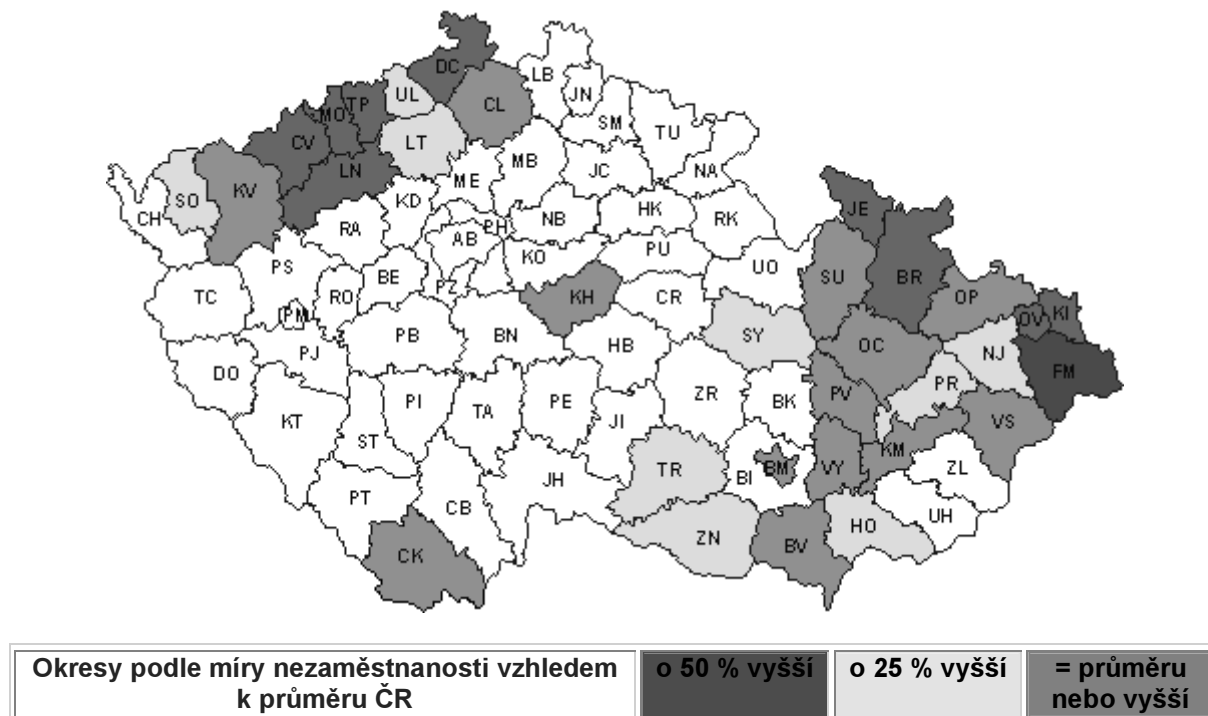 DC
LB
JN
UL
CL
TP
MO
SM
TU
CV
LT
LN
MB
JC
NA
ME
SO
KV
KD
CH
NB
HK
RK
JE
RA
PH
AB
KO
PU
PS
BE
UO
SU
BR
OP
TC
RO
PZ
KH
CR
PM
OV
KI
PB
BN
HB
SY
OC
NJ
PJ
DO
FM
PR
ZR
PI
TA
PE
BK
PV
KT
JI
VS
ST
KM
TR
BM
VY
ZL
BI
JH
PT
CB
HO
UH
ZN
BV
CK
Okresy podle míry nezaměstnanosti vzhledem
k průměru ČR
o 50 % vyšší
o 25 % vyšší
= průměru
nebo vyšší